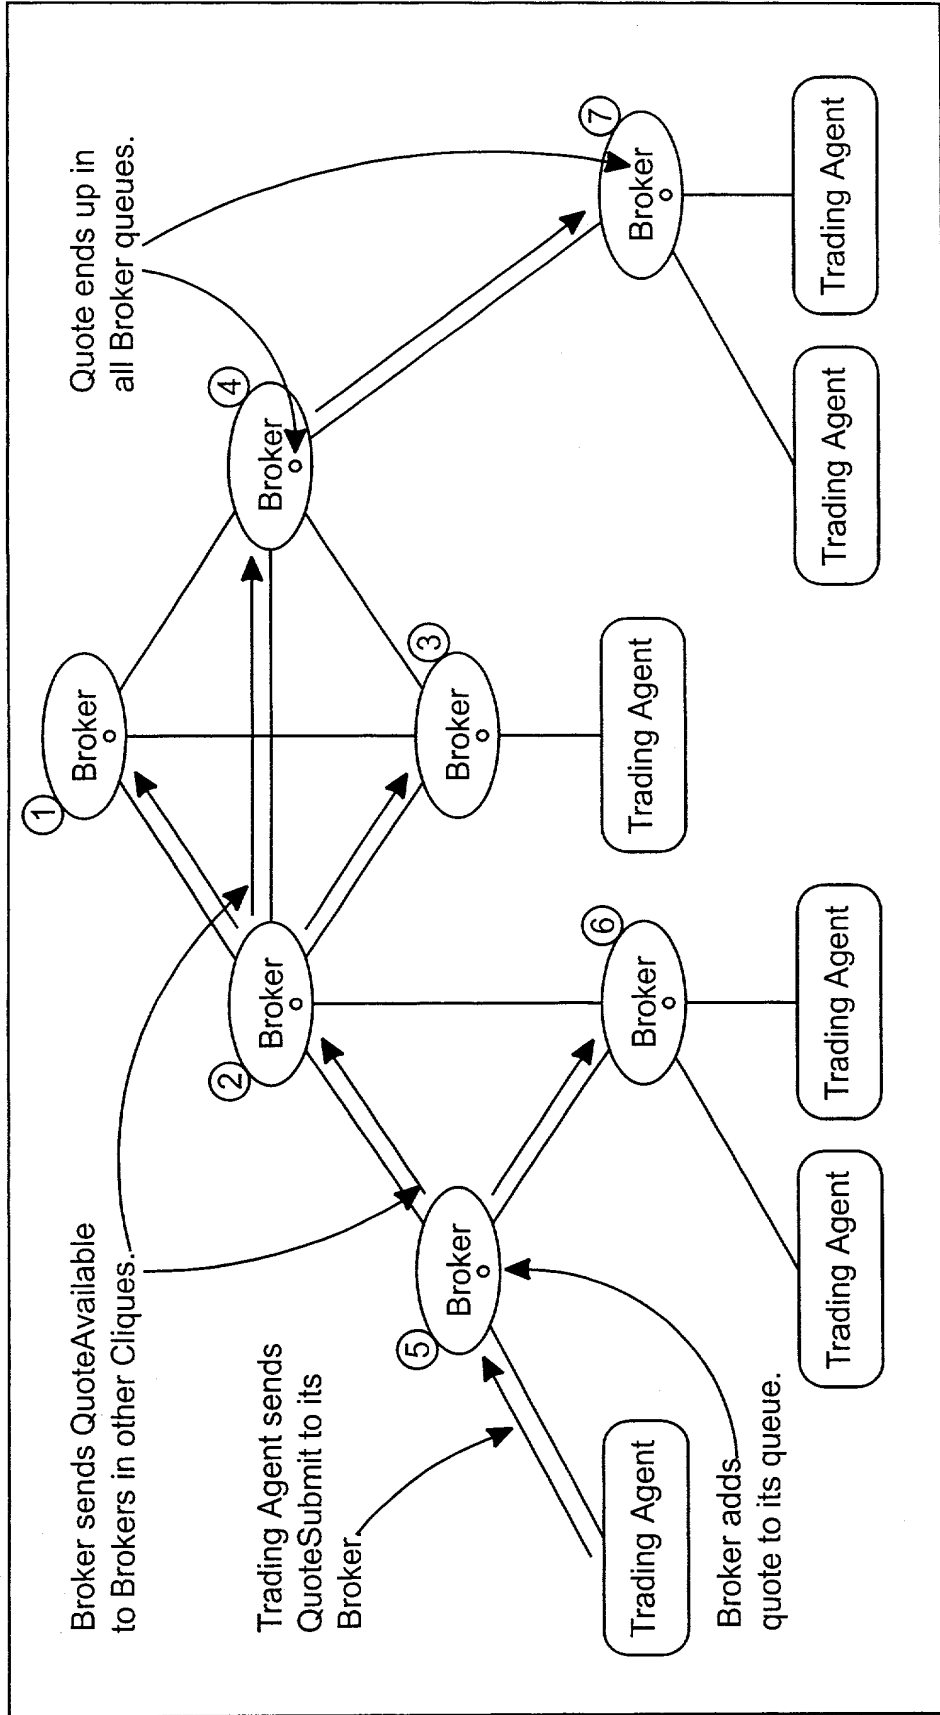 Broker sends QuoteAvailable
to Brokers in other Cliques.
Quote ends up in
all Broker queues.
1
Broker
2
Broker
4
Broker
Trading Agent sends
QuoteSubmit to its
Broker.
5
Broker
3
Broker
6
Broker
7
Broker
Trading Agent
Trading Agent
Broker adds
quote to its queue.
Trading Agent
Trading Agent
Trading Agent
Trading Agent